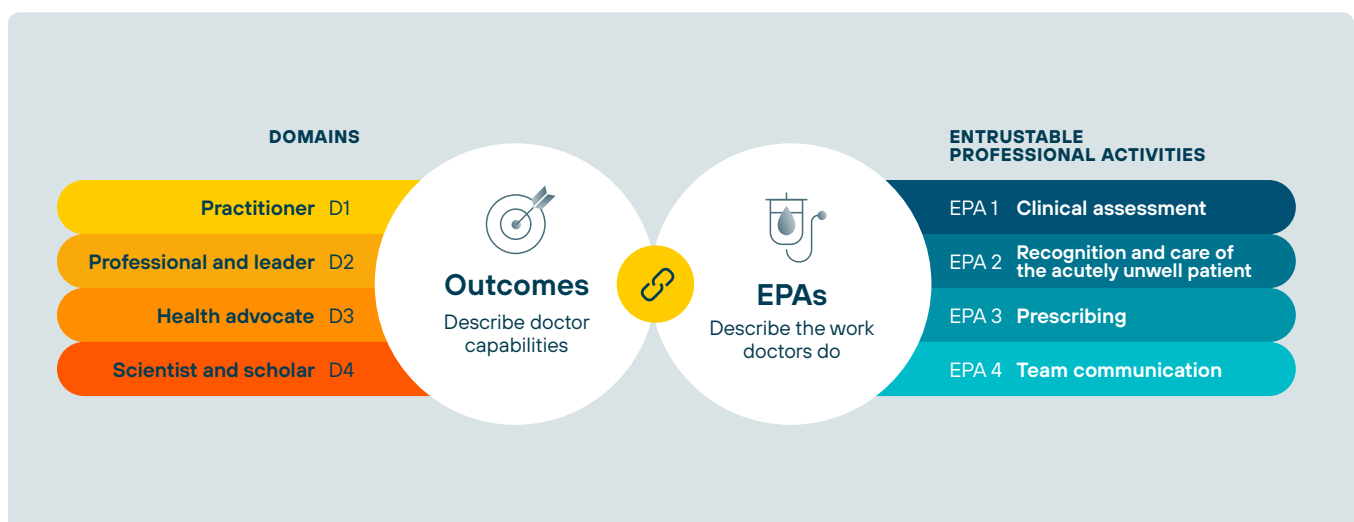 DOMAINS
Practitioner D1
Professional and leader D2
Health advocate D3
Scientist and scholar D4
Outcomes
Describe doctor
capabilities
EPAs
Describe the work
doctors do
ENTRUSTABLE
PROFESSIONAL ACTIVITIES
EPA 1 Clinical assessment
EPA 2 Recognition and care of
the acutely unwell patient
EPA 3 Prescribing
EPA 4 Team communication